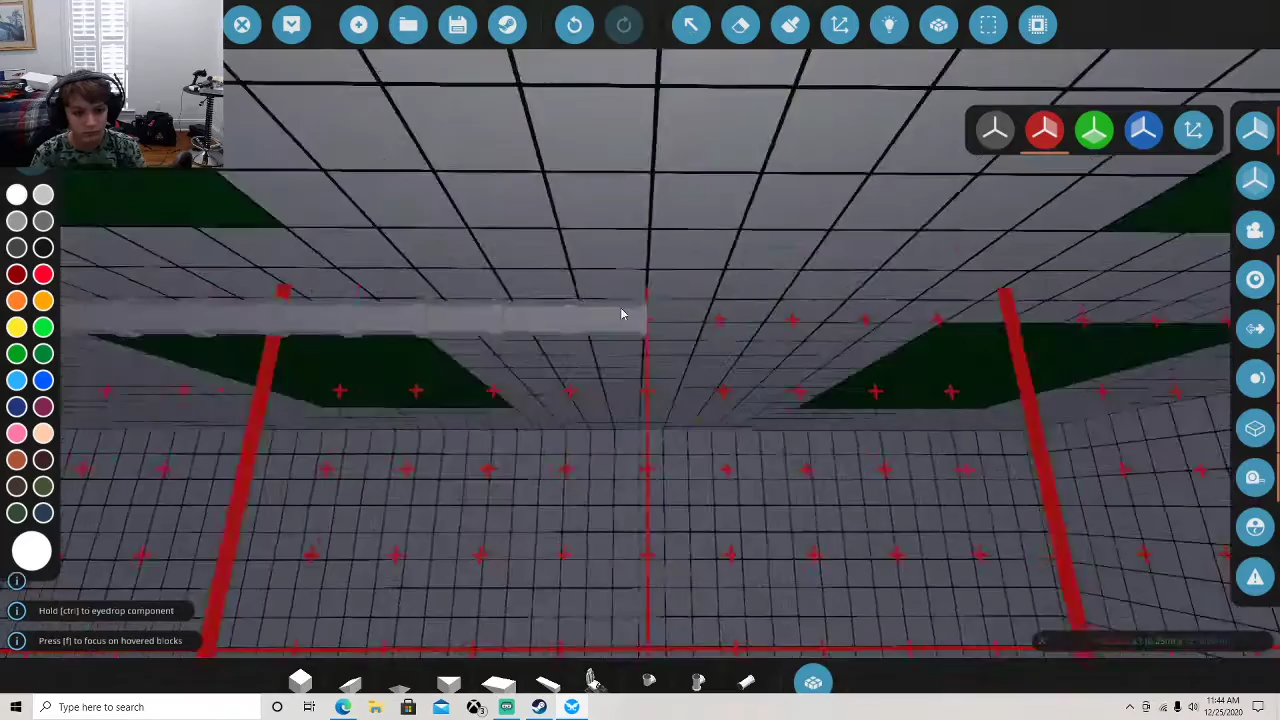 Hold [ctrl] to eyedrop component
Press [f] to focus on hovered blocks
Type here to search
11:44 AM
12/25/2020